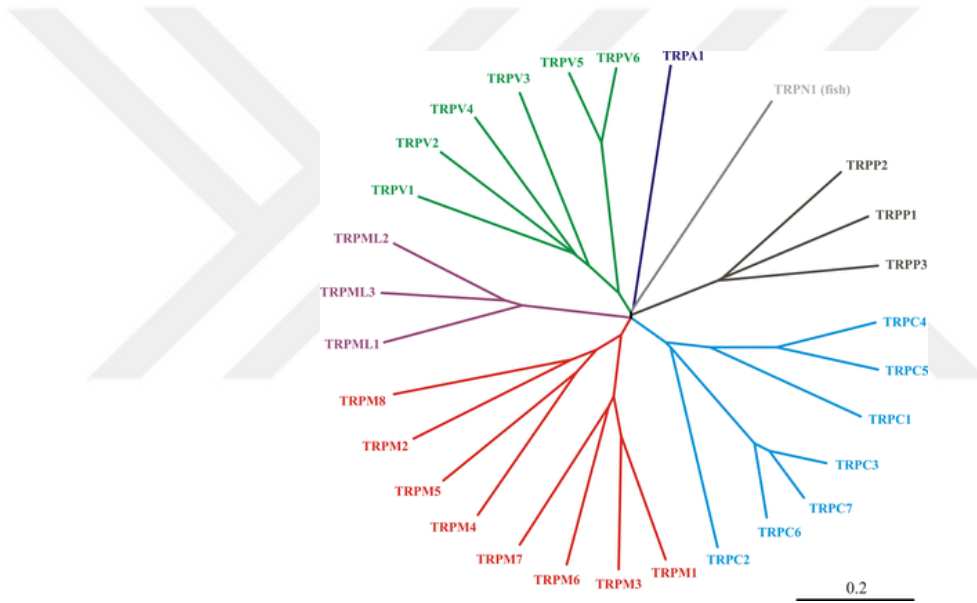 TRPV6
TRPV5
TRPA1
TRPV3
TRPN1 (fish)
TRPV4
TRPV2
TRPP2
TRPV1
TRPP1
TRPML2
TRPP3
TRPML3
TRPC4
TRPML1
TRPC5
TRPM8
TRPC1
TRPM2
TRPC3
TRPM5
TRPC7
TRPM4
TRPC6
TRPM7
TRPC2
TRPM1
TRPM6
TRPM3
0.2